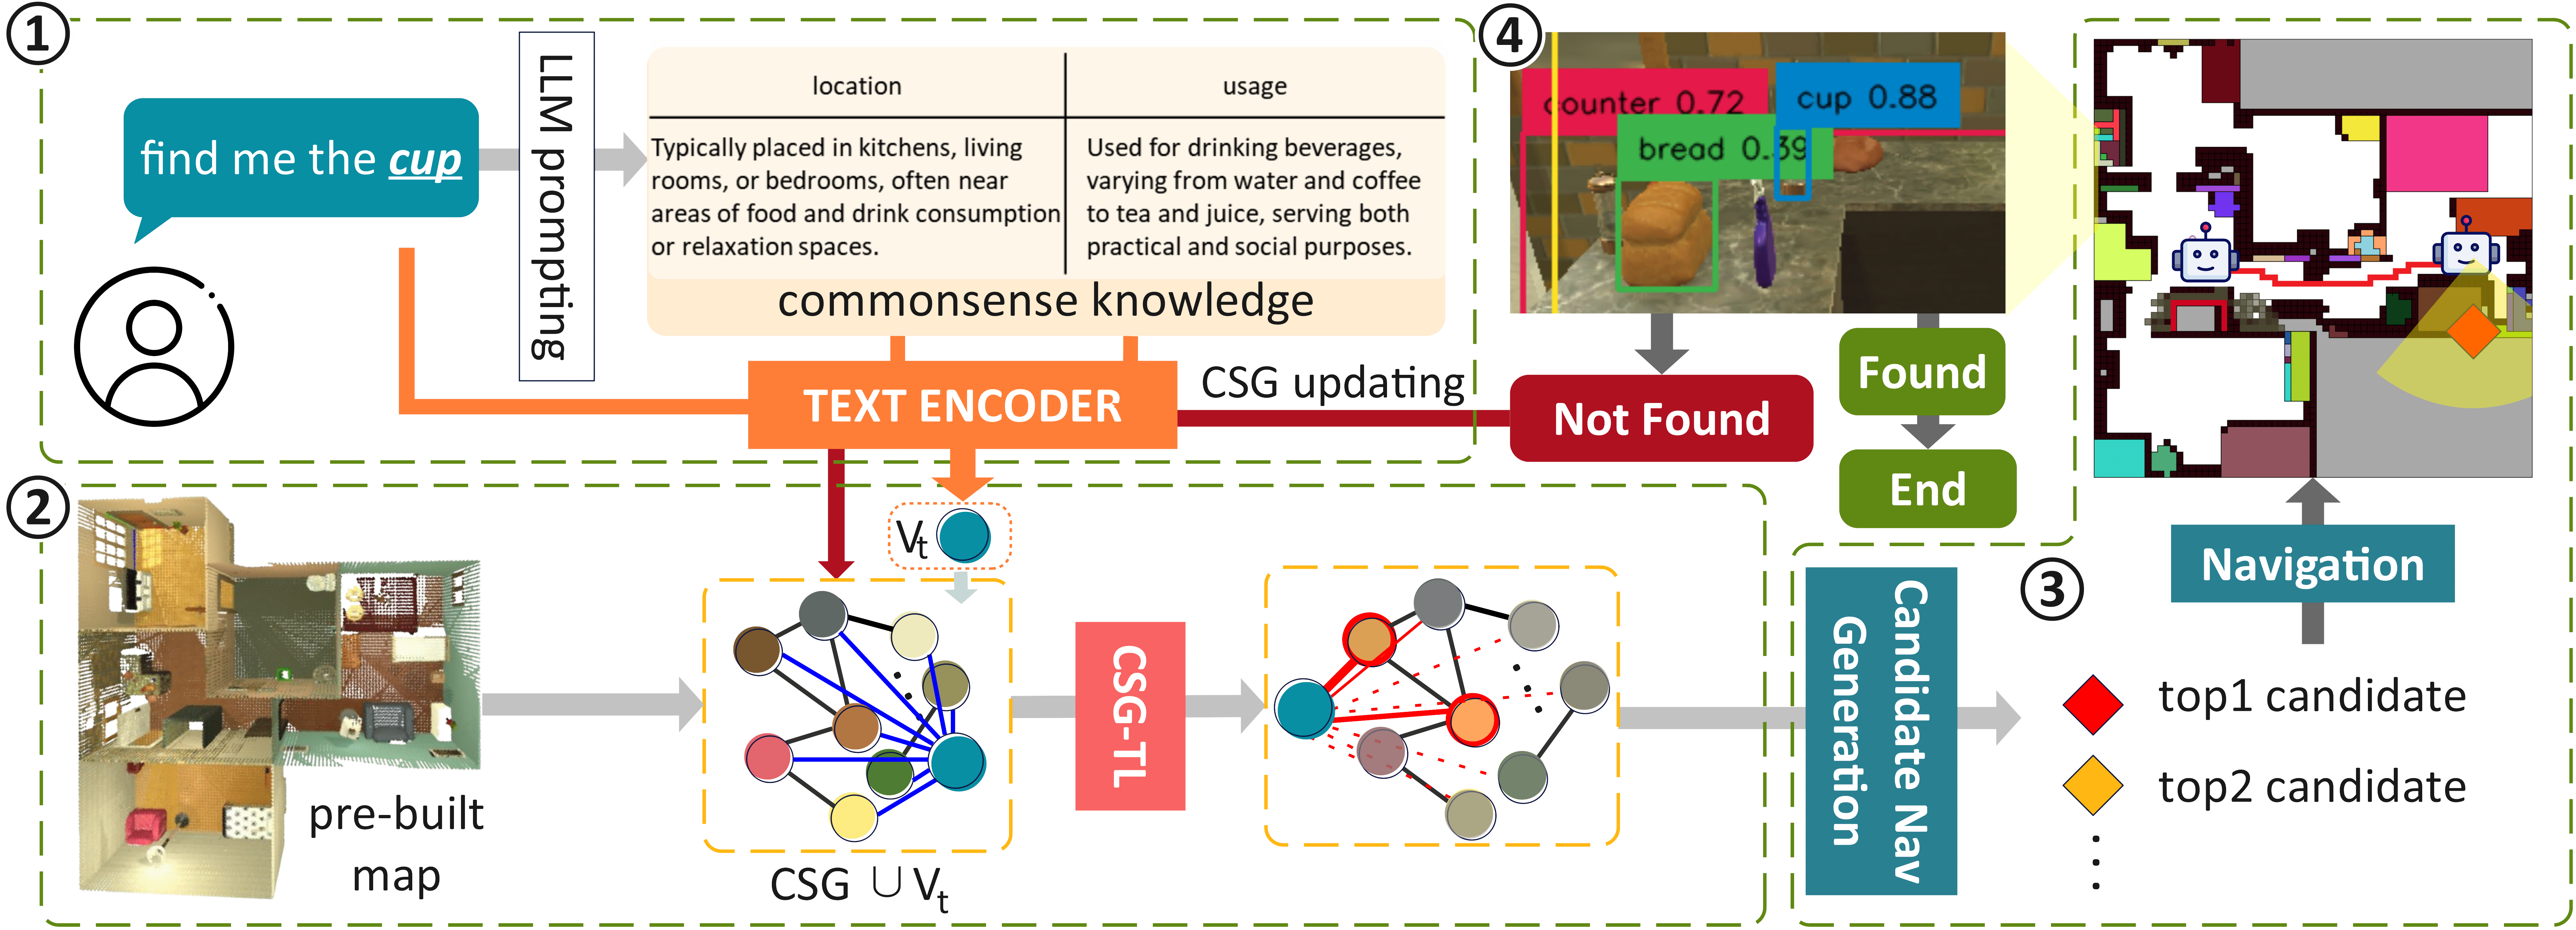 1
find me the cup
LLM prompting
location
usage
Typically placed in kitchens, living
rooms, or bedrooms, often near
areas of food and drink consumption
or relaxation spaces.
Used for drinking beverages,
varying from water and coffee
to tea and juice, serving both
practical and social purposes.
commonsense knowledge
TEXT ENCODER
CSG updating
4
counter 0.72
cup 0.88
bread 0.39
Not Found
Found
End
2
pre-built
map
Vt
CSG ∪ Vt
CSG-TL
Candidate Nav
Generation
3
Navigation
top1 candidate
top2 candidate